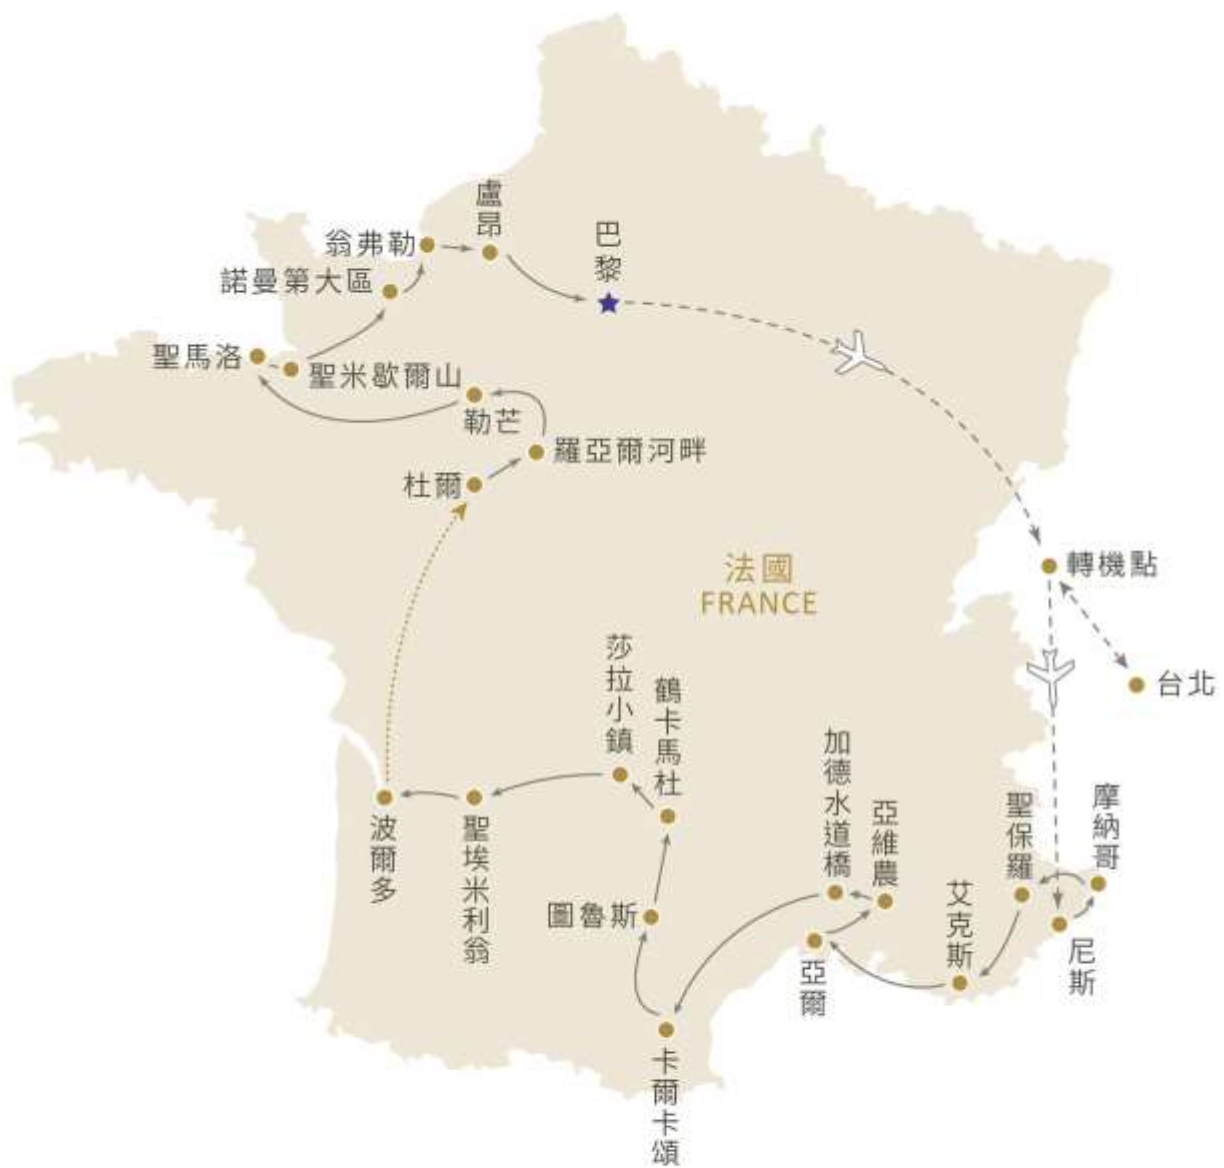 盧昂
巴黎
翁弗勒
諾曼第大區
聖馬洛
聖米歇爾山
勒芒
羅亞爾河畔
杜爾
法國
FRANCE
轉機點
台北
莎拉小鎮
鶴卡馬杜
加德水道橋
亞維農
聖保羅
摩納哥
波爾多
聖埃米利翁
圖魯斯
艾克斯
尼斯
亞爾
卡爾卡頌